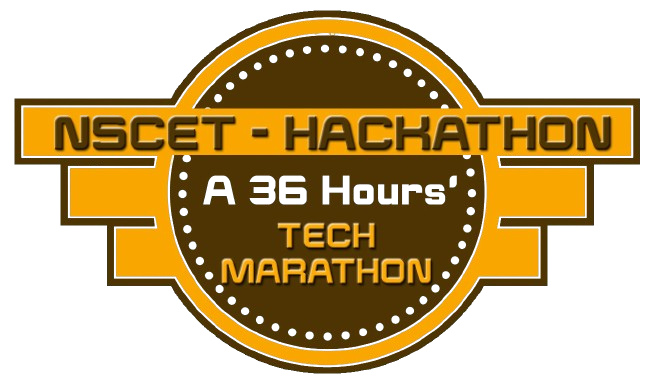 NSCET - HACKATHON
A 36 Hours'
TECH
MARATHON